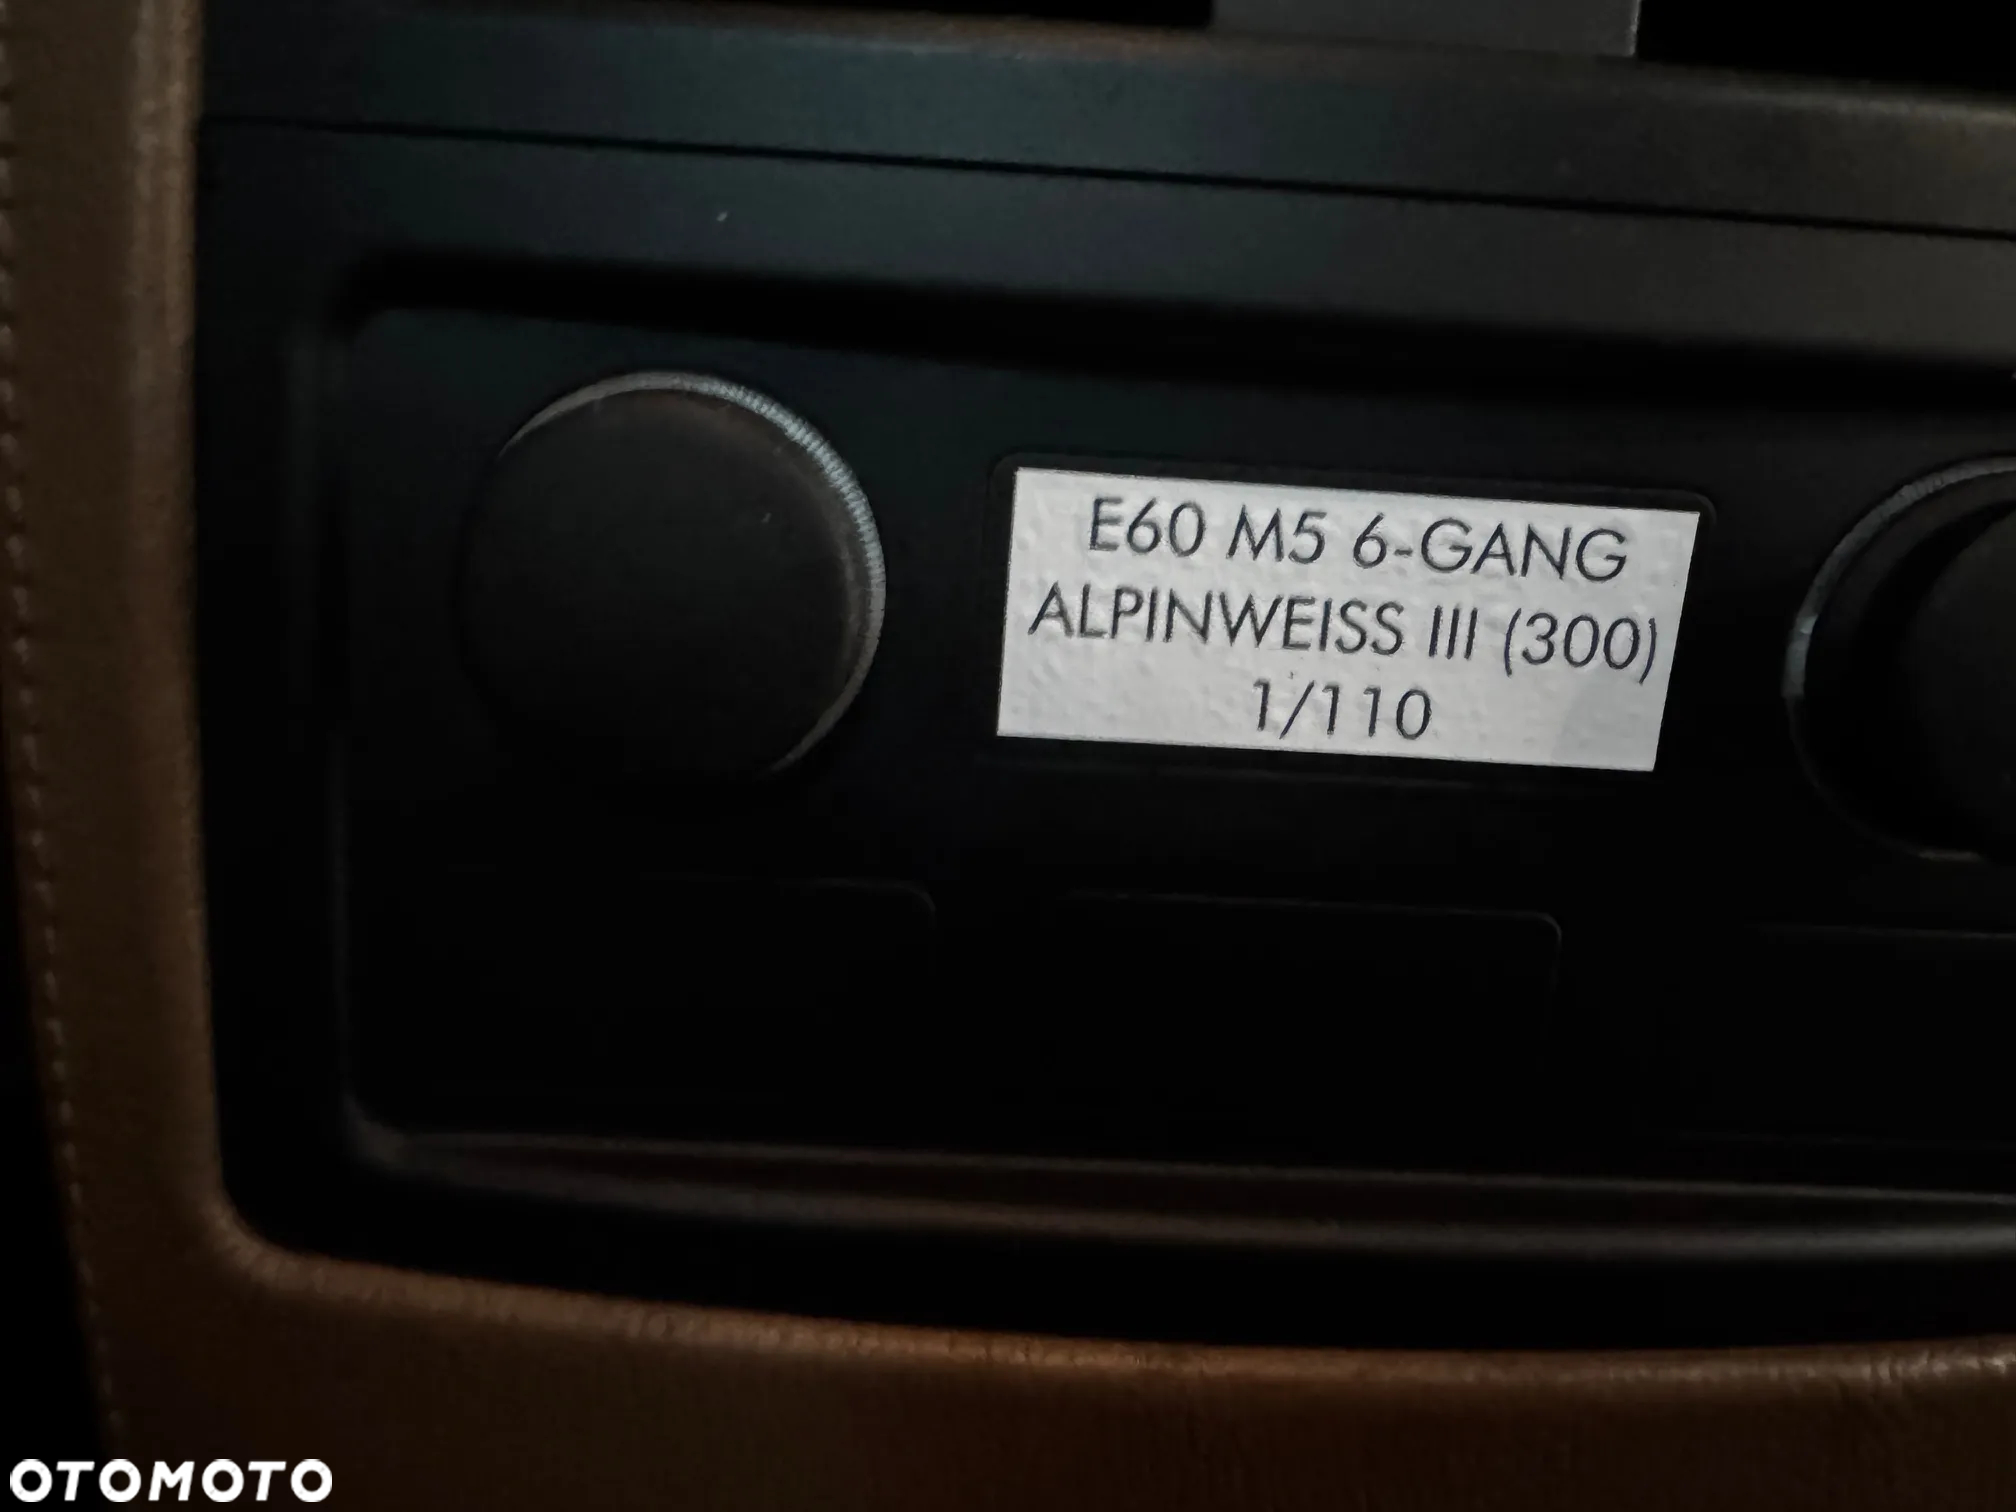 E60 M5 6-GANG
ALPINWEISS III (300)
1/110
OTOMOTO